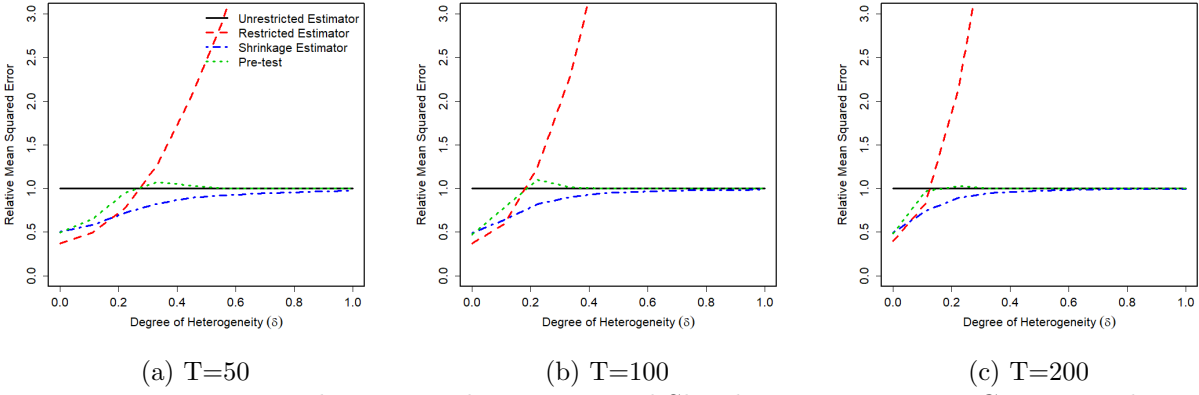 Relative Mean Squared Error
3.0
2.5
2.0
1.5
1.0
0.5
0.0
Unrestricted Estimator
Restricted Estimator
Shrinkage Estimator
Pre-test
0.0 0.2 0.4 0.6 0.8 1.0
Degree of Heterogeneity (δ)
(a) T=50
Relative Mean Squared Error
3.0
2.5
2.0
1.5
1.0
0.5
0.0
0.0 0.2 0.4 0.6 0.8 1.0
Degree of Heterogeneity (δ)
(b) T=100
Relative Mean Squared Error
3.0
2.5
2.0
1.5
1.0
0.5
0.0
0.0 0.2 0.4 0.6 0.8 1.0
Degree of Heterogeneity (δ)
(c) T=200